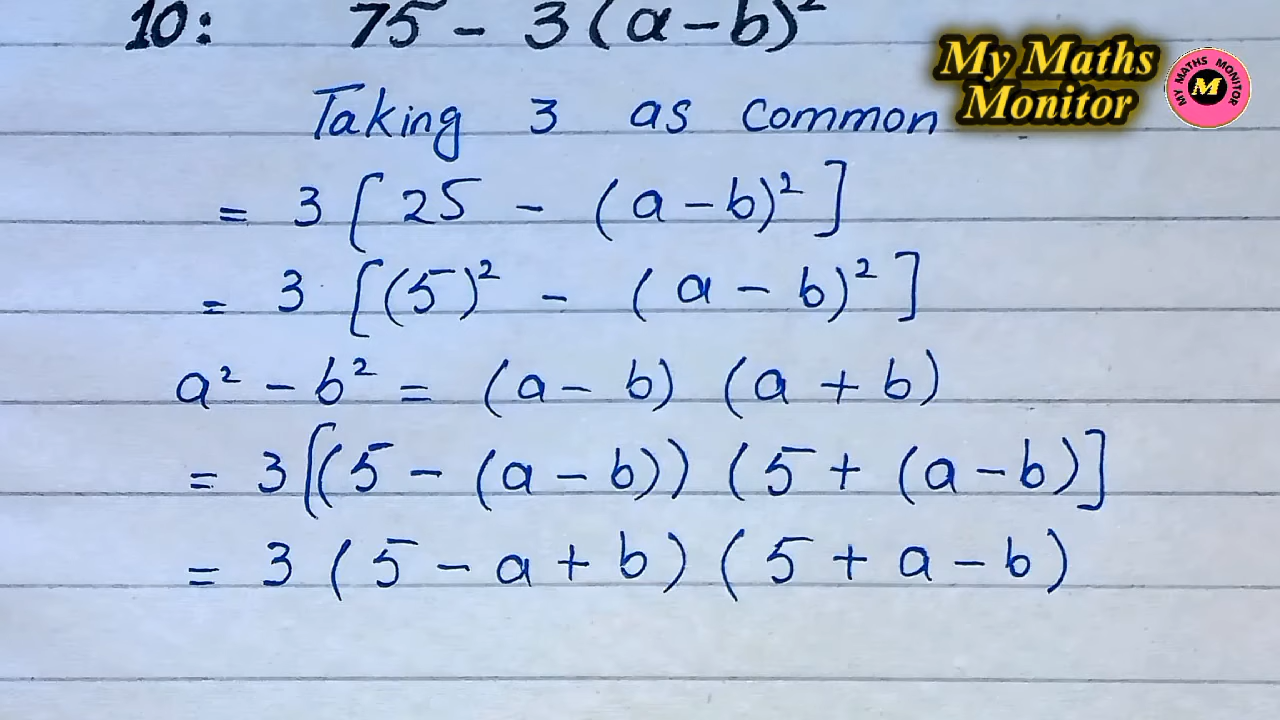 10: 75 - 3(a-b)²
My Maths
Monitor
MY MATHS MONITOR
M
Taking 3 as common
= 3 [ 25 - (a-b)² ]
= 3 [(5)² - (a - b)² ]
a² - b² = (a - b) (a + b)
= 3[(5 - (a - b)) (5 + (a - b)]
= 3 (5 - a + b) (5 + a - b)